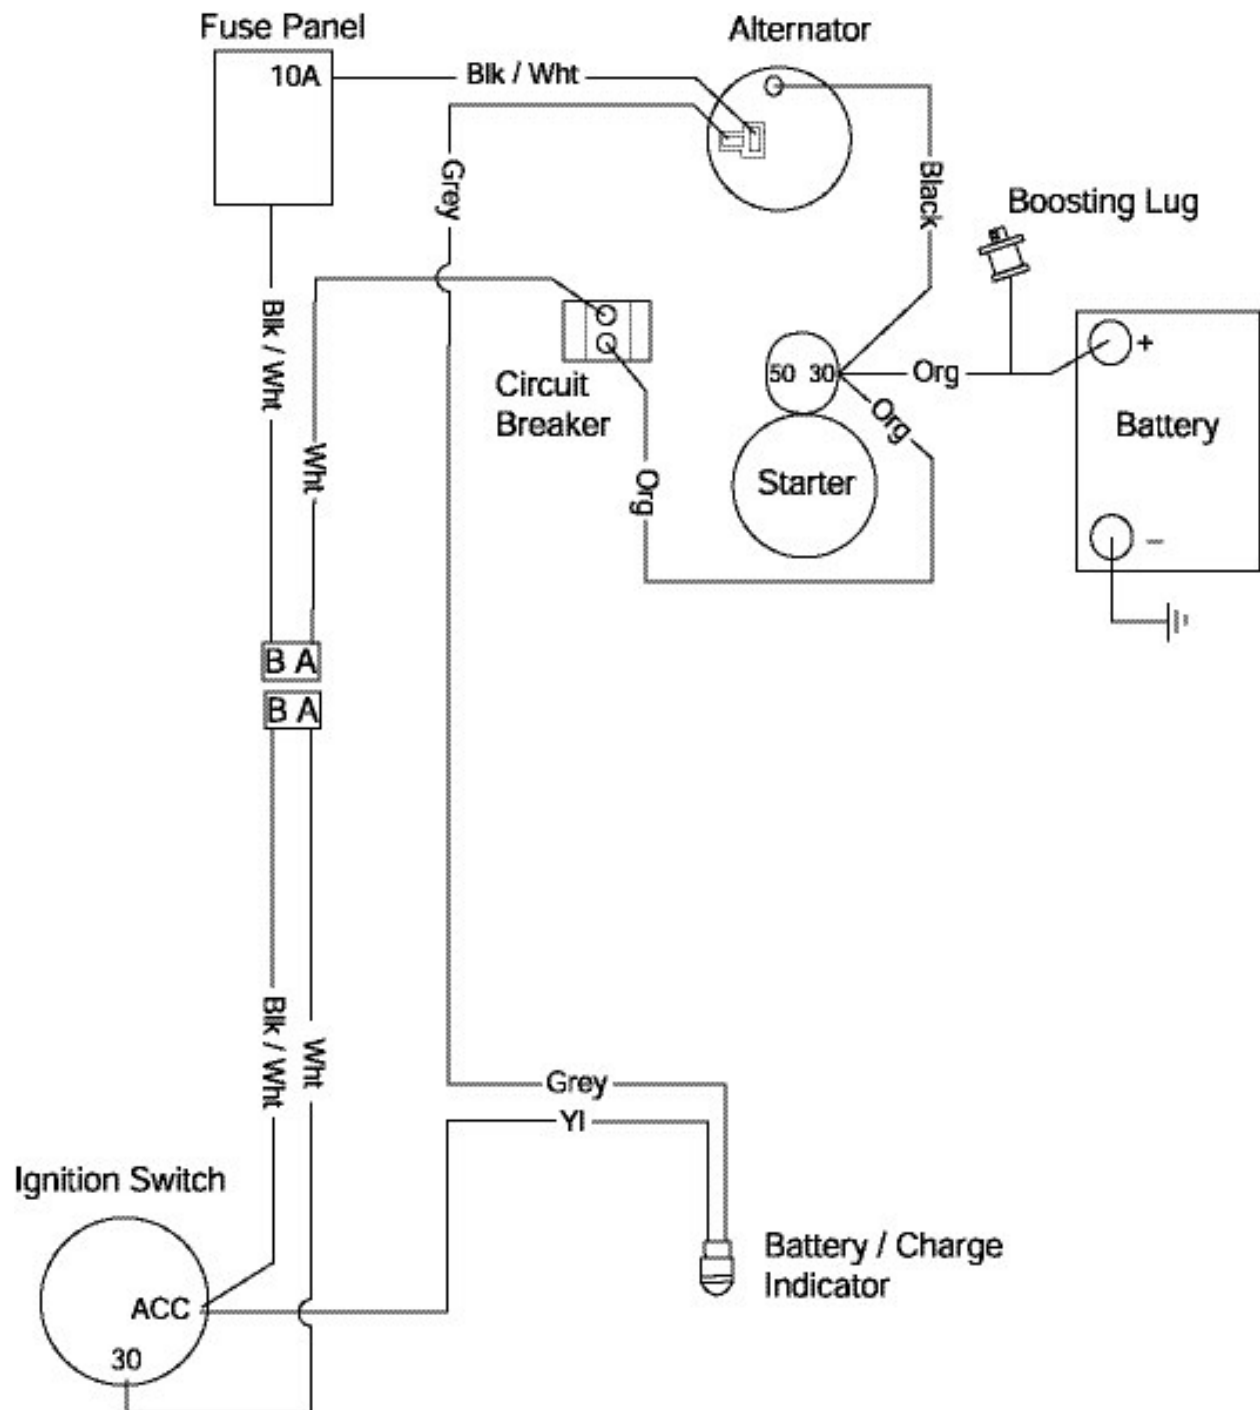 Fuse Panel
Alternator
10A
Blk / Wht
Grey
Black
Boosting Lug
Blk / Wht
Circuit
Breaker
50 30
Org
+
Org
Battery
Wht
Org
Starter
–
B A
B A
Blk / Wht
Wht
Grey
Yl
Ignition Switch
Battery / Charge
Indicator
ACC
30